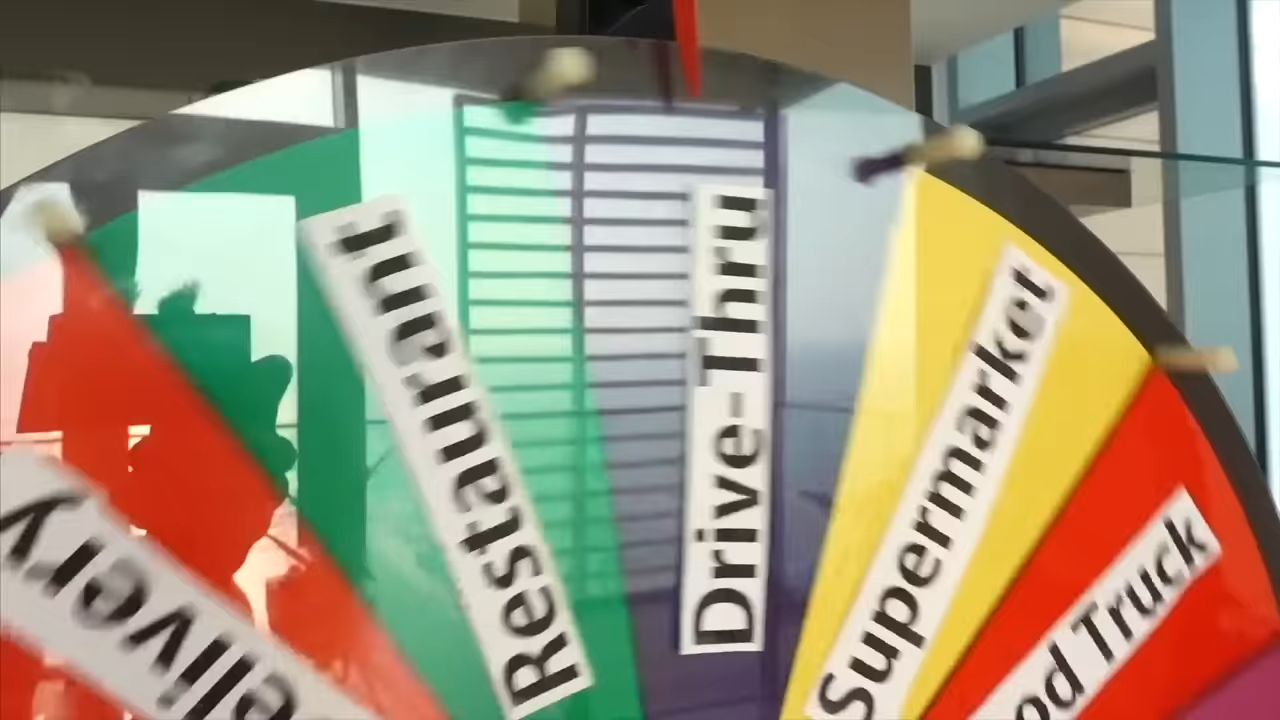 elivery
Restaurant
Drive-Thru
Supermarket
od Truck